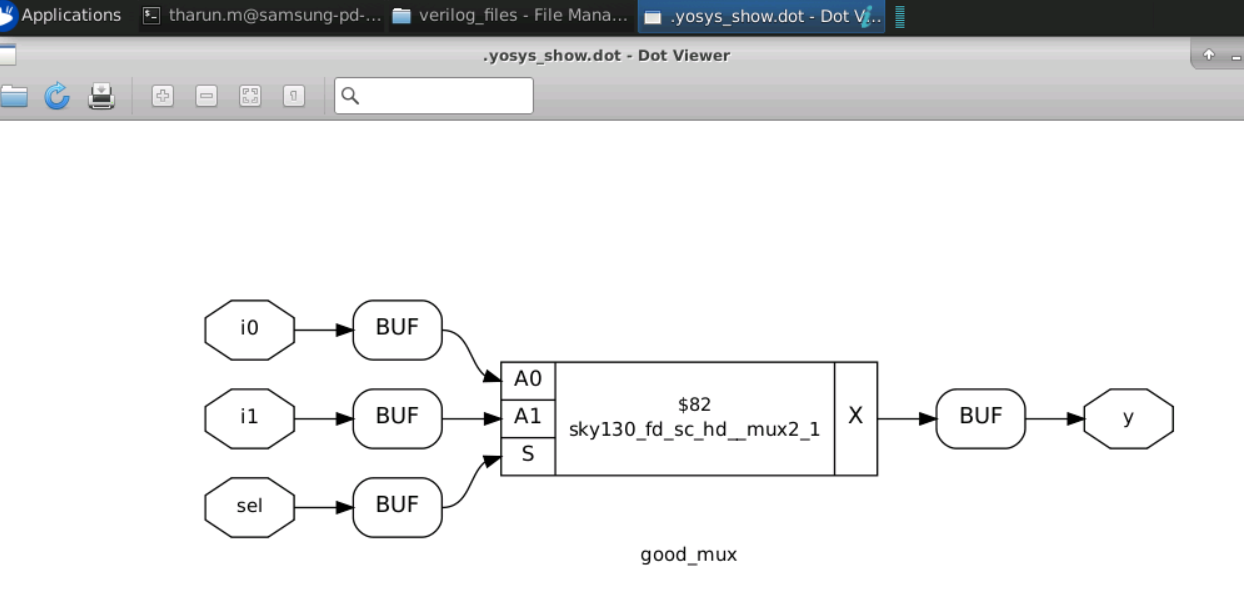 Applications
tharun.m@samsung-pd-...
verilog_files - File Mana...
.yosys_show.dot - Dot V...
.yosys_show.dot - Dot Viewer
i0
BUF
A0
i1
BUF
A1
$82
sky130_fd_sc_hd__mux2_1
X
BUF
y
sel
BUF
S
good_mux